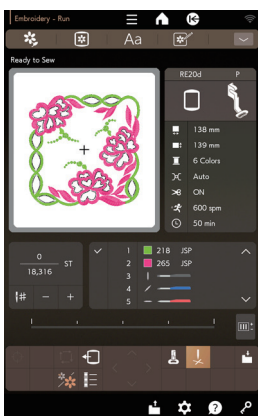 Embroidery - Run
Aa
Ready to Sew
RE20d P
138 mm
139 mm
6 Colors
Auto
ON
600 spm
50 min
0
18,316
ST
1 218 JSP
2 265 JSP
3
4
5
- +
?